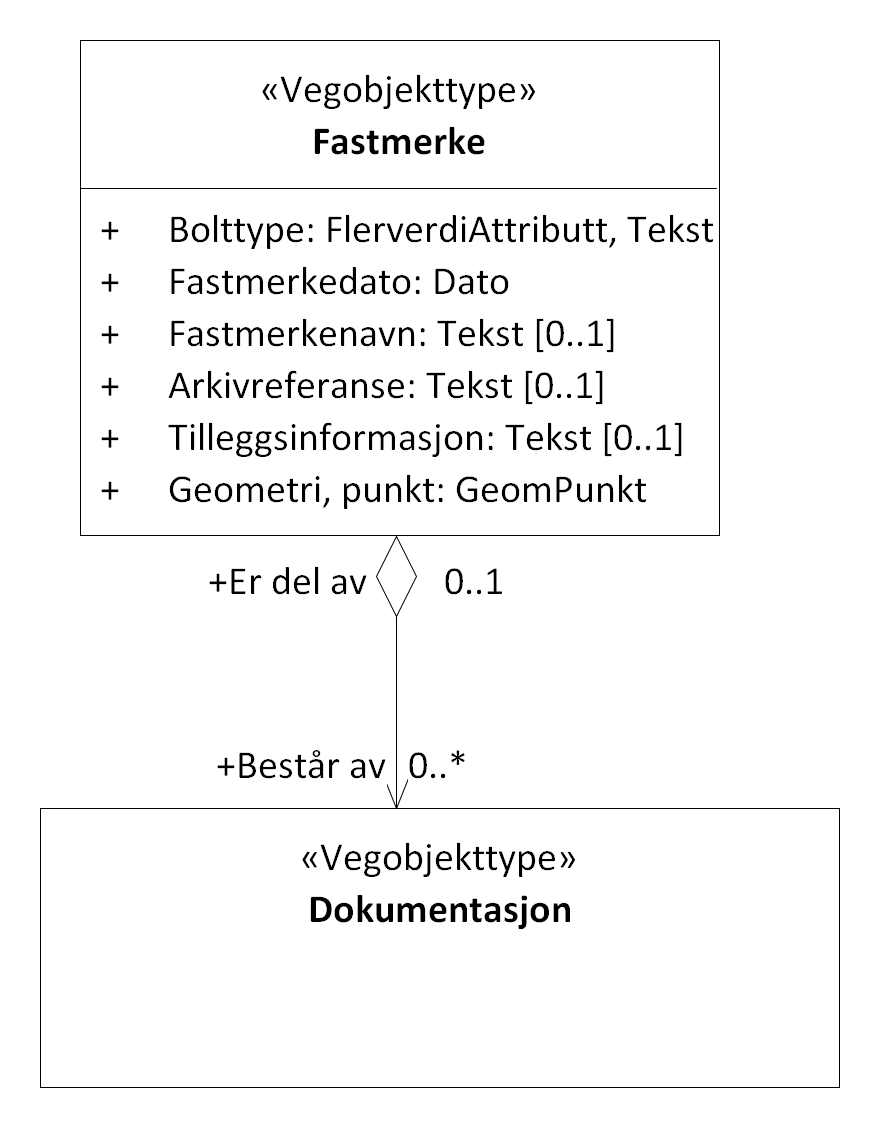 «Vegobjekttype»
Fastmerke
+ Bolttype: FlerverdiAttributt, Tekst
+ Fastmerkedato: Dato
+ Fastmerkenavn: Tekst [0..1]
+ Arkivreferanse: Tekst [0..1]
+ Tilleggsinformasjon: Tekst [0..1]
+ Geometri, punkt: GeomPunkt
+Er del av 0..1
+Består av 0..*
«Vegobjekttype»
Dokumentasjon